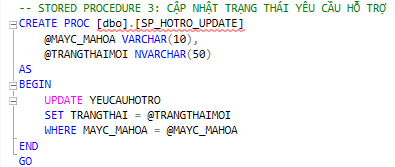 -- STORED PROCEDURE 3: CẬP NHẬT TRẠNG THÁI YÊU CẦU HỖ TRỢ
CREATE PROC [dbo].[SP_HOTRO_UPDATE]
@MAYC_MAHOA VARCHAR(10),
@TRANGTHAIMOI NVARCHAR(50)
AS
BEGIN
UPDATE YEUCAUHOTRO
SET TRANGTHAI = @TRANGTHAIMOI
WHERE MAYC_MAHOA = @MAYC_MAHOA
END
GO